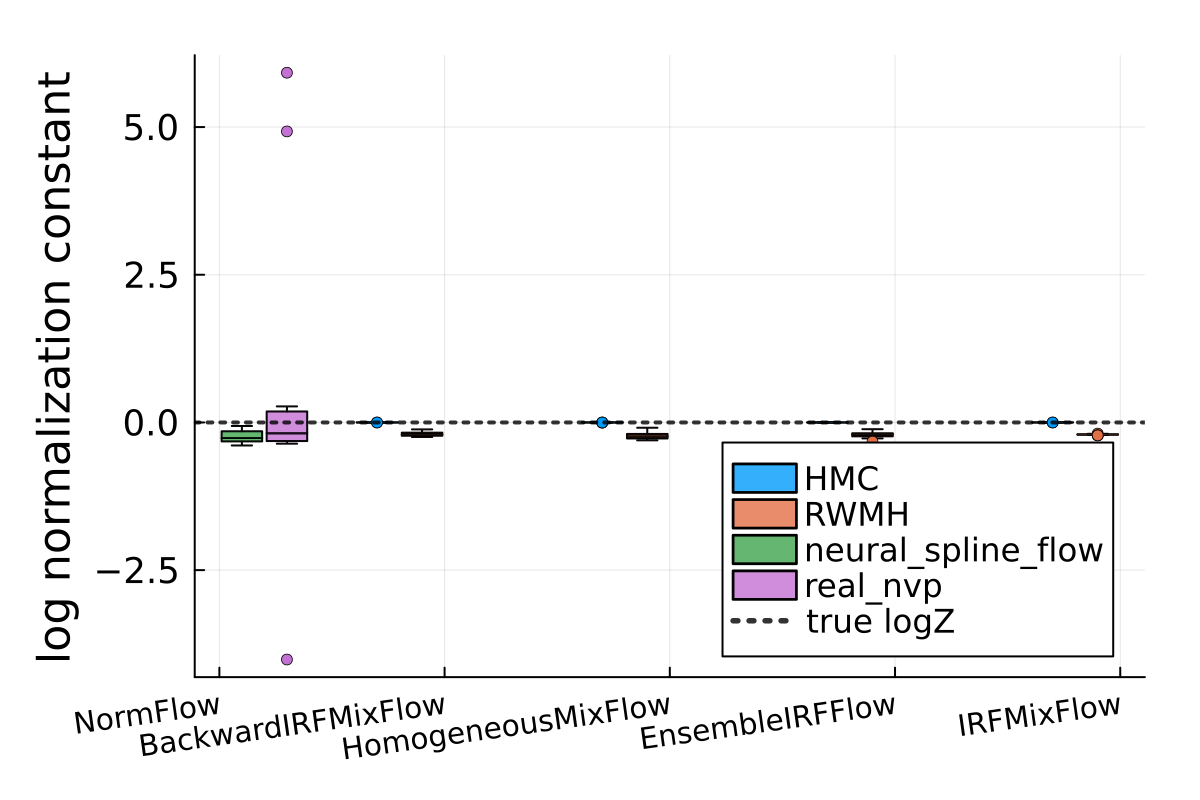 log normalization constant
5.0
2.5
0.0
−2.5
HMC
RWMH
neural_spline_flow
real_nvp
true logZ
NormFlow
BackwardIRFMixFlow
HomogeneousMixFlow
EnsembleIRFFlow
IRFMixFlow